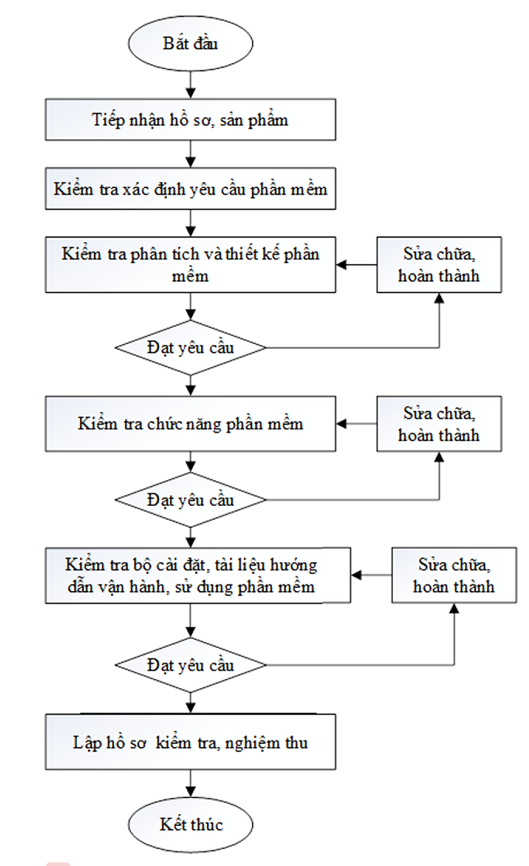 Bắt đầu
Tiếp nhận hồ sơ, sản phẩm
Kiểm tra xác định yêu cầu phần mềm
Kiểm tra phân tích và thiết kế phần
mềm
Sửa chữa,
hoàn thành
Đạt yêu cầu
Kiểm tra chức năng phần mềm
Sửa chữa,
hoàn thành
Đạt yêu cầu
Kiểm tra bộ cài đặt, tài liệu hướng
dẫn vận hành, sử dụng phần mềm
Sửa chữa,
hoàn thành
Đạt yêu cầu
Lập hồ sơ kiểm tra, nghiệm thu
Kết thúc